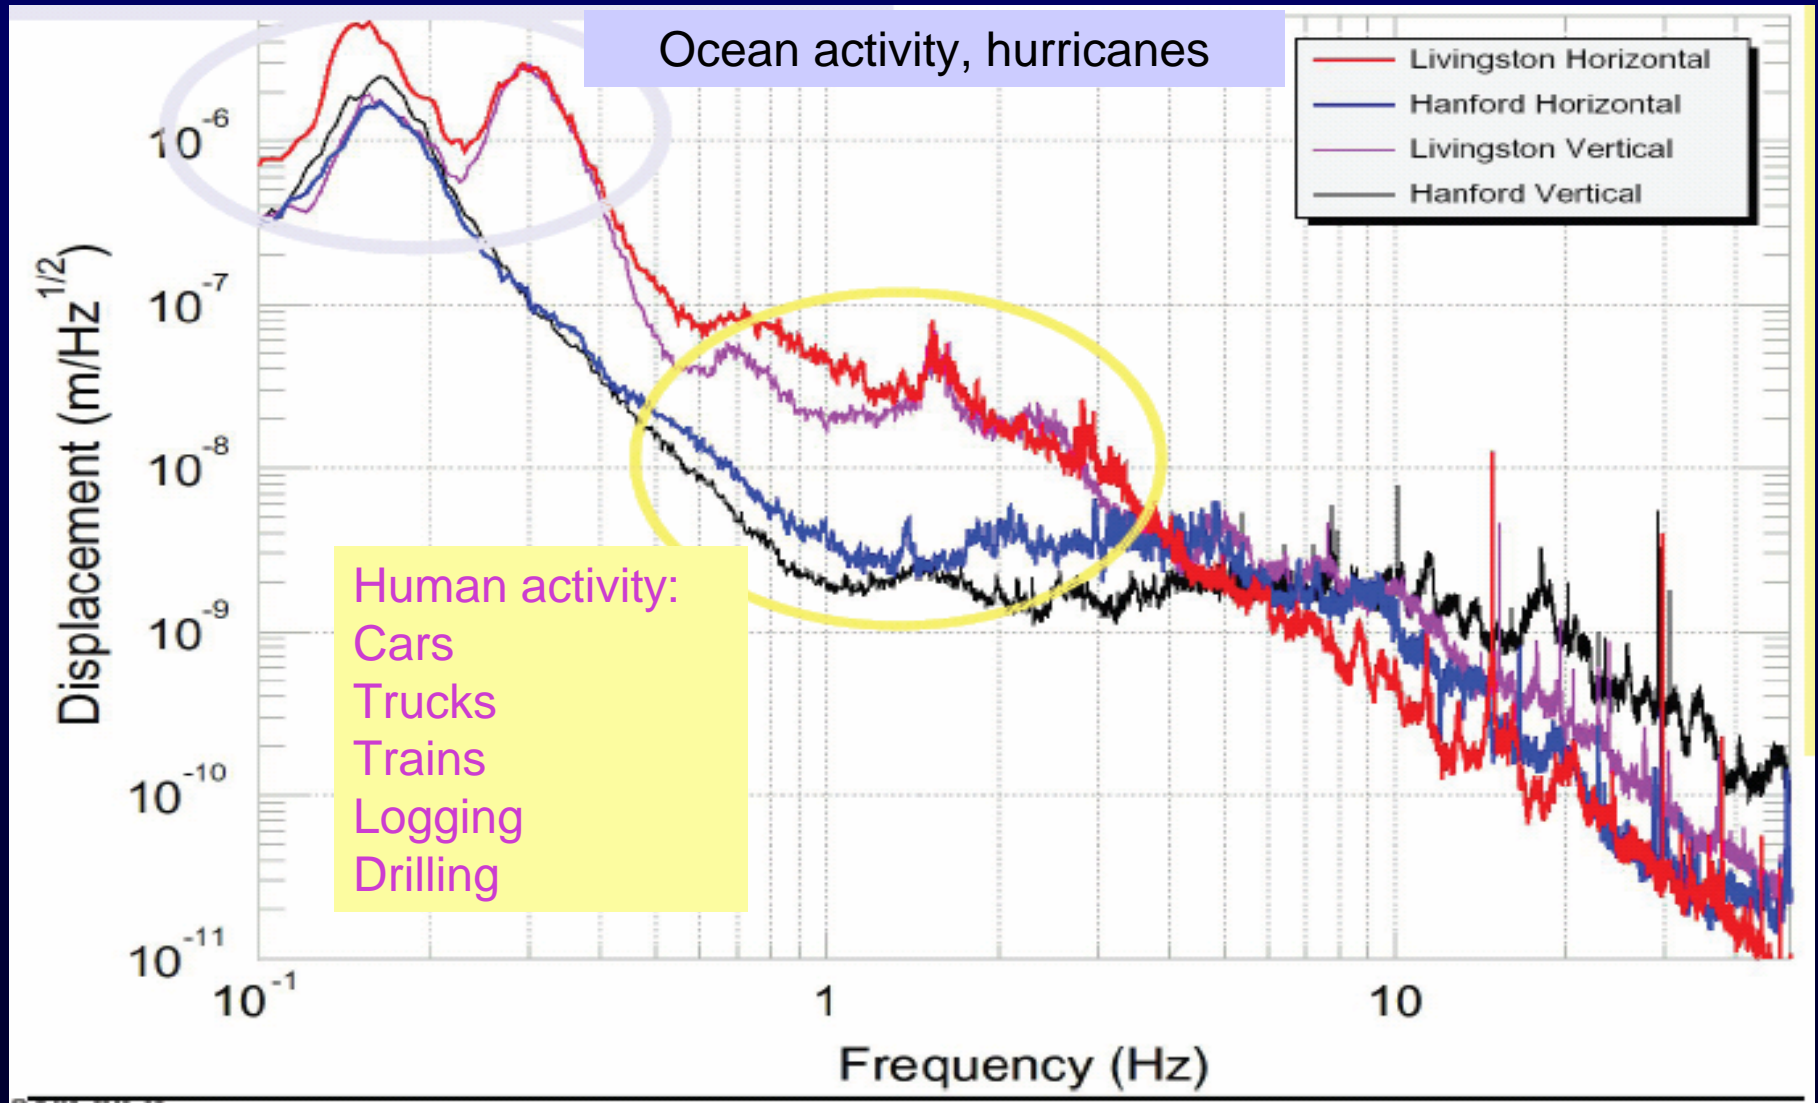 Ocean activity, hurricanes
Livingston Horizontal
Hanford Horizontal
Livingston Vertical
Hanford Vertical
Displacement (m/Hz^1/2)
10^-6
10^-7
10^-8
10^-9
10^-10
10^-11
Human activity:
Cars
Trucks
Trains
Logging
Drilling
10^-1
1
10
Frequency (Hz)